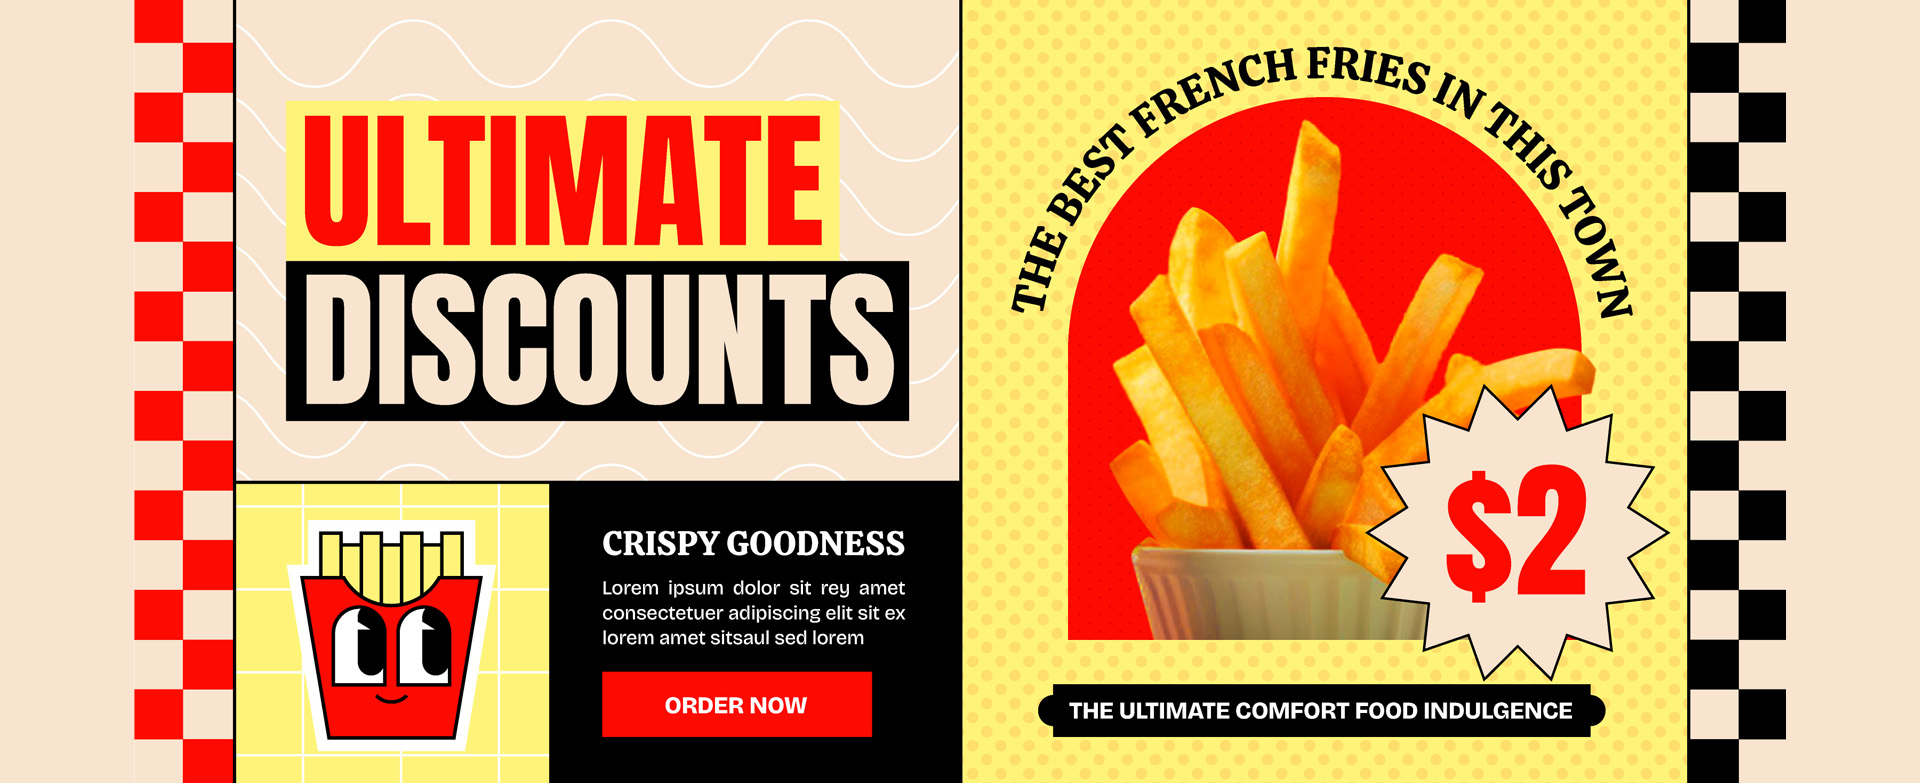 ULTIMATE
DISCOUNTS
CRISPY GOODNESS
Lorem ipsum dolor sit rey amet
consectetuer adipiscing elit sit ex
lorem amet sitsaul sed lorem
ORDER NOW
THE BEST FRENCH FRIES IN THIS TOWN
$2
THE ULTIMATE COMFORT FOOD INDULGENCE